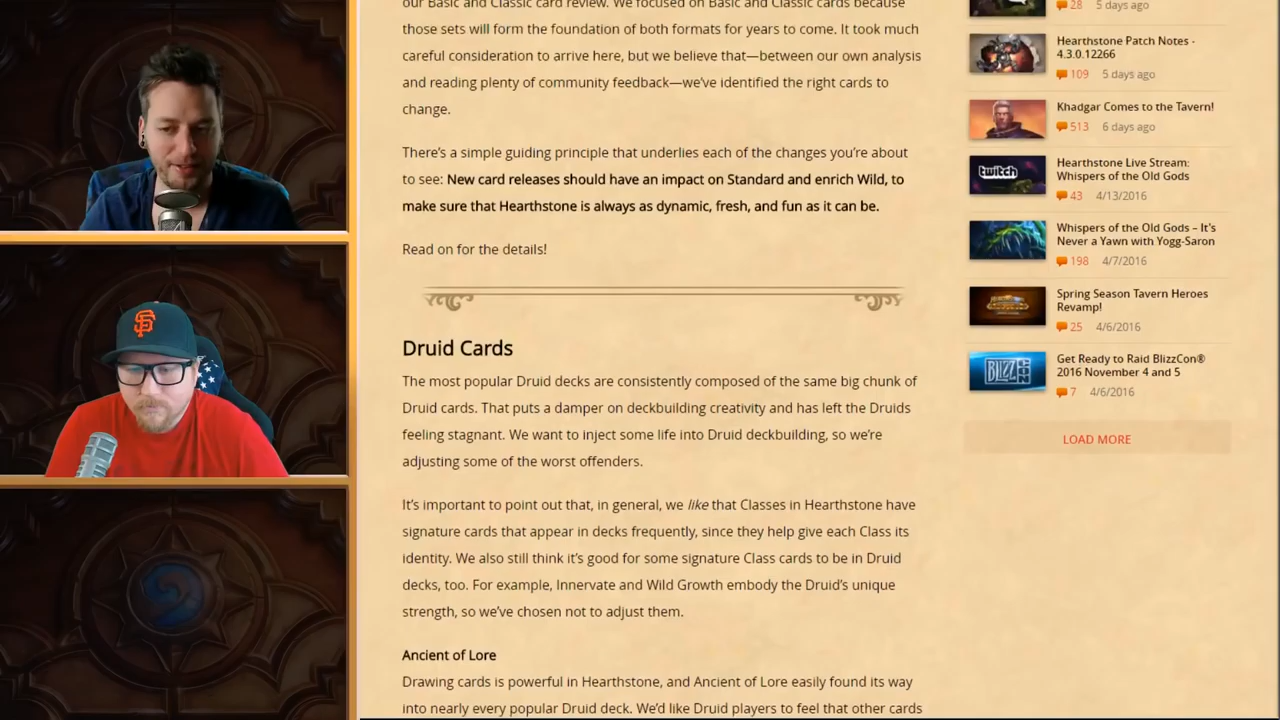 our Basic and Classic card review. We focused on Basic and Classic cards because
those sets will form the foundation of both formats for years to come. It took much
careful consideration to arrive here, but we believe that—between our own analysis
and reading plenty of community feedback—we've identified the right cards to
change.
There's a simple guiding principle that underlies each of the changes you're about
to see: New card releases should have an impact on Standard and enrich Wild, to
make sure that Hearthstone is always as dynamic, fresh, and fun as it can be.
Read on for the details!
Druid Cards
The most popular Druid decks are consistently composed of the same big chunk of
Druid cards. That puts a damper on deckbuilding creativity and has left the Druids
feeling stagnant. We want to inject some life into Druid deckbuilding, so we're
adjusting some of the worst offenders.
It's important to point out that, in general, we like that Classes in Hearthstone have
signature cards that appear in decks frequently, since they help give each Class its
identity. We also still think it's good for some signature Class cards to be in Druid
decks, too. For example, Innervate and Wild Growth embody the Druid's unique
strength, so we've chosen not to adjust them.
Ancient of Lore
Drawing cards is powerful in Hearthstone, and Ancient of Lore easily found its way
into nearly every popular Druid deck. We'd like Druid players to feel that other cards
28 5 days ago
Hearthstone Patch Notes -
4.3.0.12266
109 5 days ago
Khadgar Comes to the Tavern!
513 6 days ago
twitch
Hearthstone Live Stream:
Whispers of the Old Gods
43 4/13/2016
Whispers of the Old Gods – It's
Never a Yawn with Yogg-Saron
198 4/7/2016
Spring Season Tavern Heroes
Revamp!
25 4/6/2016
BLIZZCON
Get Ready to Raid BlizzCon®
2016 November 4 and 5
7 4/6/2016
LOAD MORE
SF